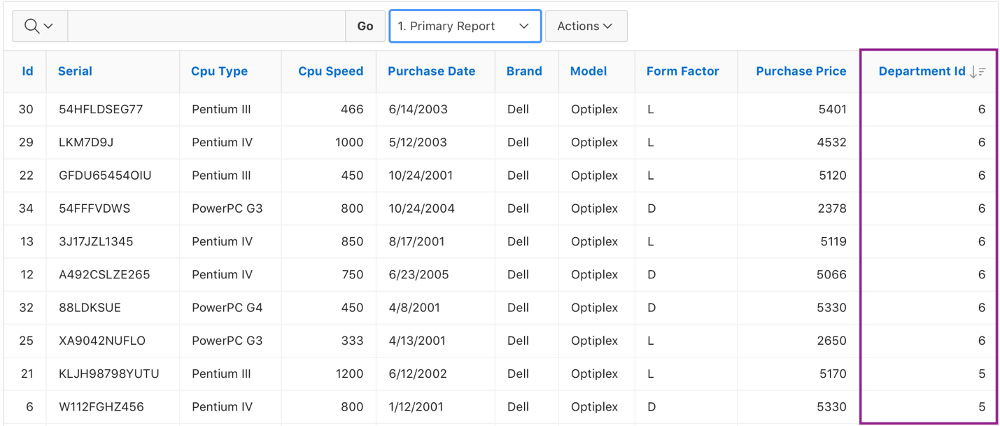 Go 1. Primary Report Actions
Id Serial Cpu Type Cpu Speed Purchase Date Brand Model Form Factor Purchase Price Department Id
30 54HFLDSEG77 Pentium III 466 6/14/2003 Dell Optiplex L 5401 6
29 LKM7D9J Pentium IV 1000 5/12/2003 Dell Optiplex L 4532 6
22 GFDU65454OIU Pentium III 450 10/24/2001 Dell Optiplex L 5120 6
34 54FFFVDWS PowerPC G3 800 10/24/2004 Dell Optiplex D 2378 6
13 3J17JZL1345 Pentium IV 850 8/17/2001 Dell Optiplex L 5119 6
12 A492CSLZE265 Pentium IV 750 6/23/2005 Dell Optiplex D 5066 6
32 88LDKSUE PowerPC G4 450 4/8/2001 Dell Optiplex D 5330 6
25 XA9042NUFLO PowerPC G3 333 4/13/2001 Dell Optiplex L 2650 6
21 KLJH98798YUTU Pentium III 1200 6/12/2002 Dell Optiplex L 5170 5
6 W112FGHZ456 Pentium IV 800 1/12/2001 Dell Optiplex D 5330 5